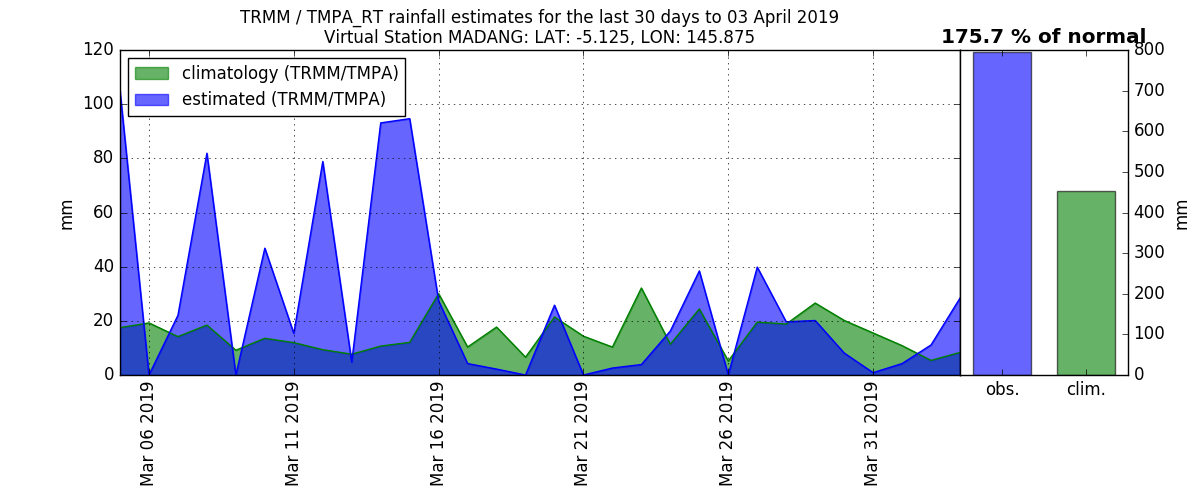 TRMM / TMPA_RT rainfall estimates for the last 30 days to 03 April 2019
Virtual Station MADANG: LAT: -5.125, LON: 145.875
175.7 % of normal
climatology (TRMM/TMPA)
estimated (TRMM/TMPA)
120
100
80
60
40
20
0
mm
Mar 06 2019
Mar 11 2019
Mar 16 2019
Mar 21 2019
Mar 26 2019
Mar 31 2019
obs.
clim.
800
700
600
500
400
300
200
100
0
mm